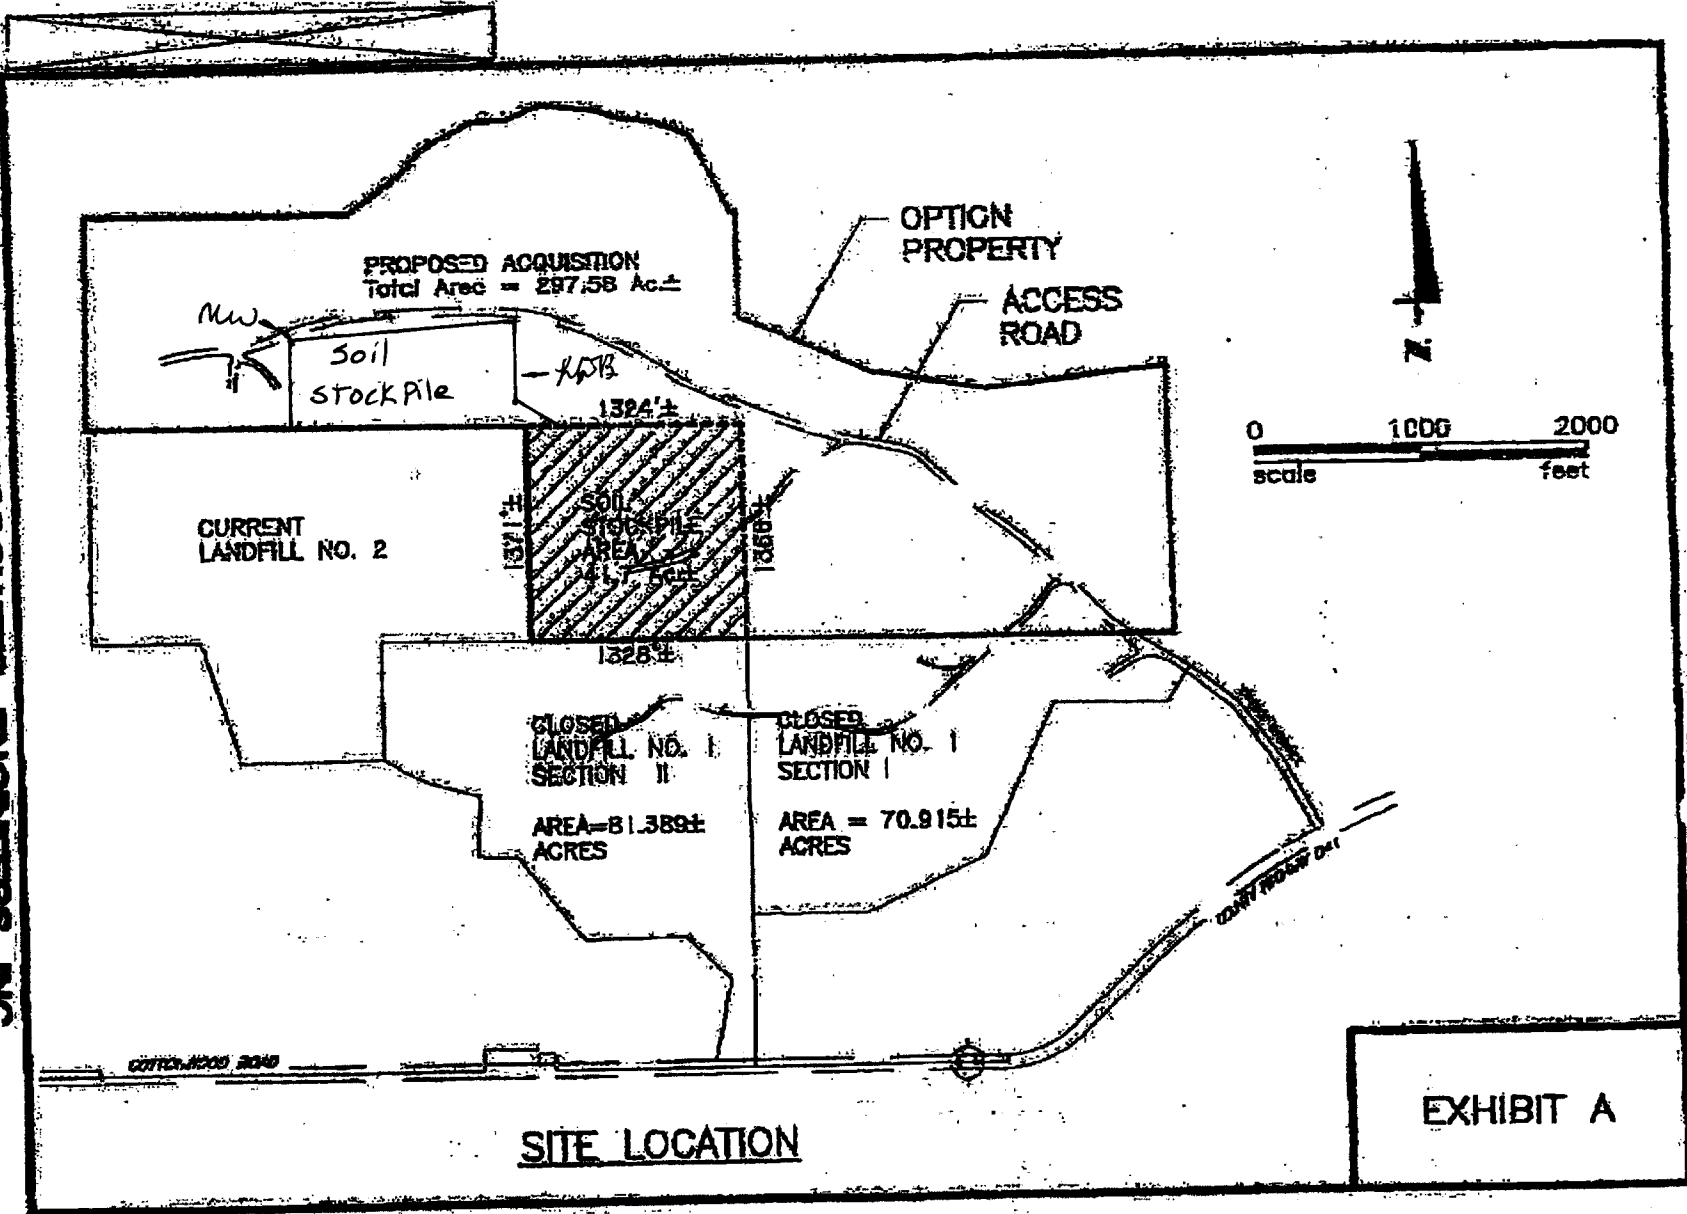 OPTION
PROPERTY
PROPOSED ACQUISITION
Total Area = 297.58 Ac.±
ACCESS
ROAD
MW
Soil
STOCKPile
1324'±
N
0 1000 2000
scale feet
CURRENT
LANDFILL NO. 2
SOIL
STOCKPILE
AREA
1328'±
CLOSED
LANDFILL NO. 1
SECTION II
AREA=81.389±
ACRES
CLOSED
LANDFILL NO. 1
SECTION I
AREA = 70.915±
ACRES
COTTONWOOD ROAD
SITE LOCATION
EXHIBIT A